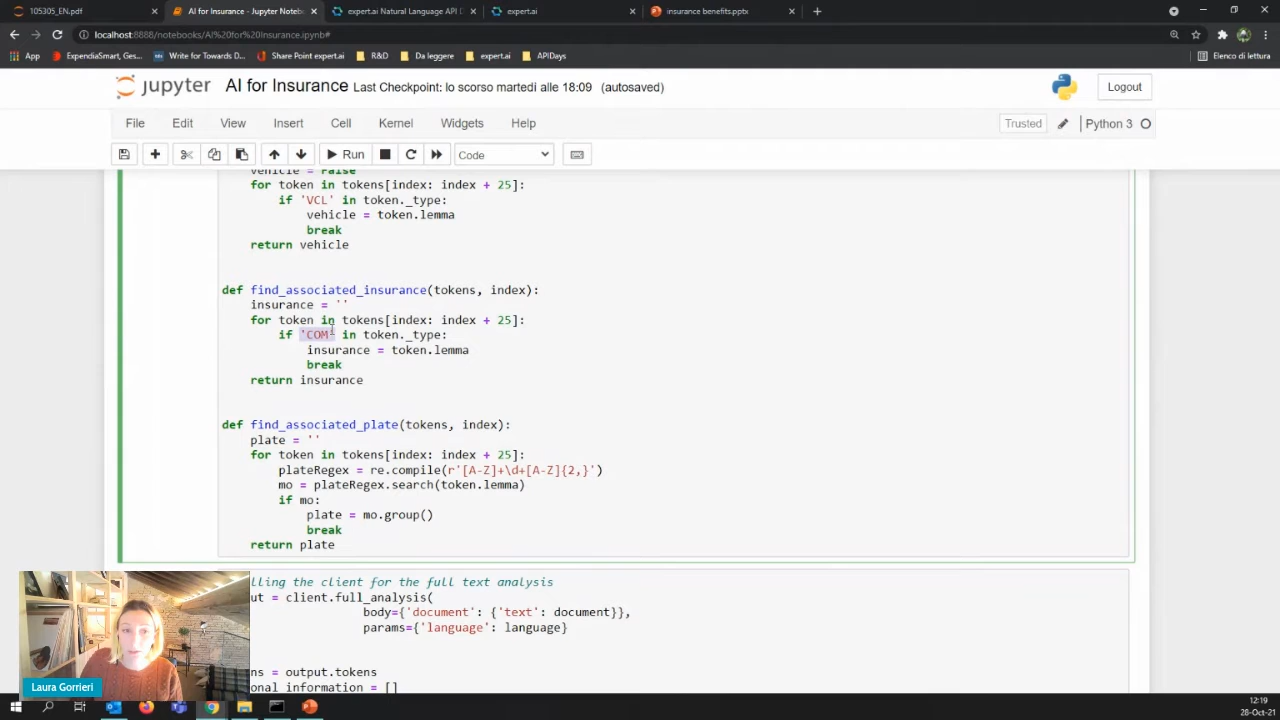 105305_EN.pdf
AI for Insurance - Jupyter Noteb
expert.ai Natural Language API D
expert.ai
insurance benefits.pptx
localhost:8888/notebooks/AI%20for%20Insurance.ipynb#
App
ExpendiaSmart, Ges...
Write for Towards D...
Share Point expert.ai
R&D
Da leggere
expert.ai
APIDays
Elenco di lettura
jupyter AI for Insurance Last Checkpoint: lo scorso martedì alle 18:09 (autosaved)
Logout
File Edit View Insert Cell Kernel Widgets Help
Trusted
Python 3
Run
Code
vehicle = False
for token in tokens[index: index + 25]:
if 'VCL' in token._type:
vehicle = token.lemma
break
return vehicle
def find_associated_insurance(tokens, index):
insurance = ''
for token in tokens[index: index + 25]:
if 'COM' in token._type:
insurance = token.lemma
break
return insurance
def find_associated_plate(tokens, index):
plate = ''
for token in tokens[index: index + 25]:
plateRegex = re.compile(r'[A-Z]+\d+[A-Z]{2,}')
mo = plateRegex.search(token.lemma)
if mo:
plate = mo.group()
break
return plate
lling the client for the full text analysis
ut = client.full_analysis(
body={'document': {'text': document}},
params={'language': language}
ns = output.tokens
onal_information = []
Laura Gorrieri
12:19
28-Oct-21